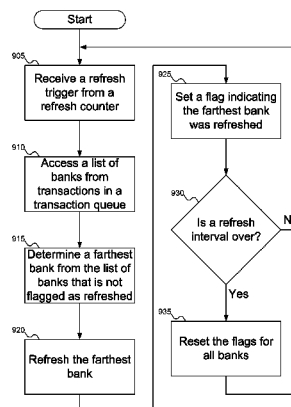 Start
905
Receive a refresh
trigger from a
refresh counter
910
Access a list of
banks from
transactions in a
transaction queue
915
Determine a farthest
bank from the list of
banks that is not
flagged as refreshed
920
Refresh the farthest
bank
925
Set a flag indicating
the farthest bank
was refreshed
930
Is a refresh
interval over?
N
Yes
935
Reset the flags for
all banks